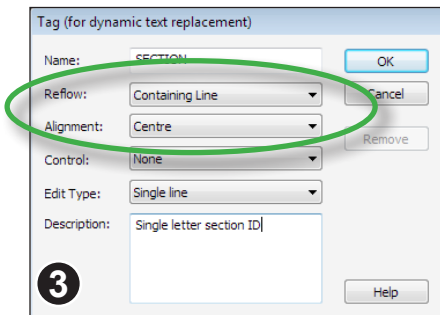 Tag (for dynamic text replacement)
Name: SECTION OK
Reflow: Containing Line Cancel
Alignment: Centre Remove
Control: None
Edit Type: Single line
Description: Single letter section ID
3
Help